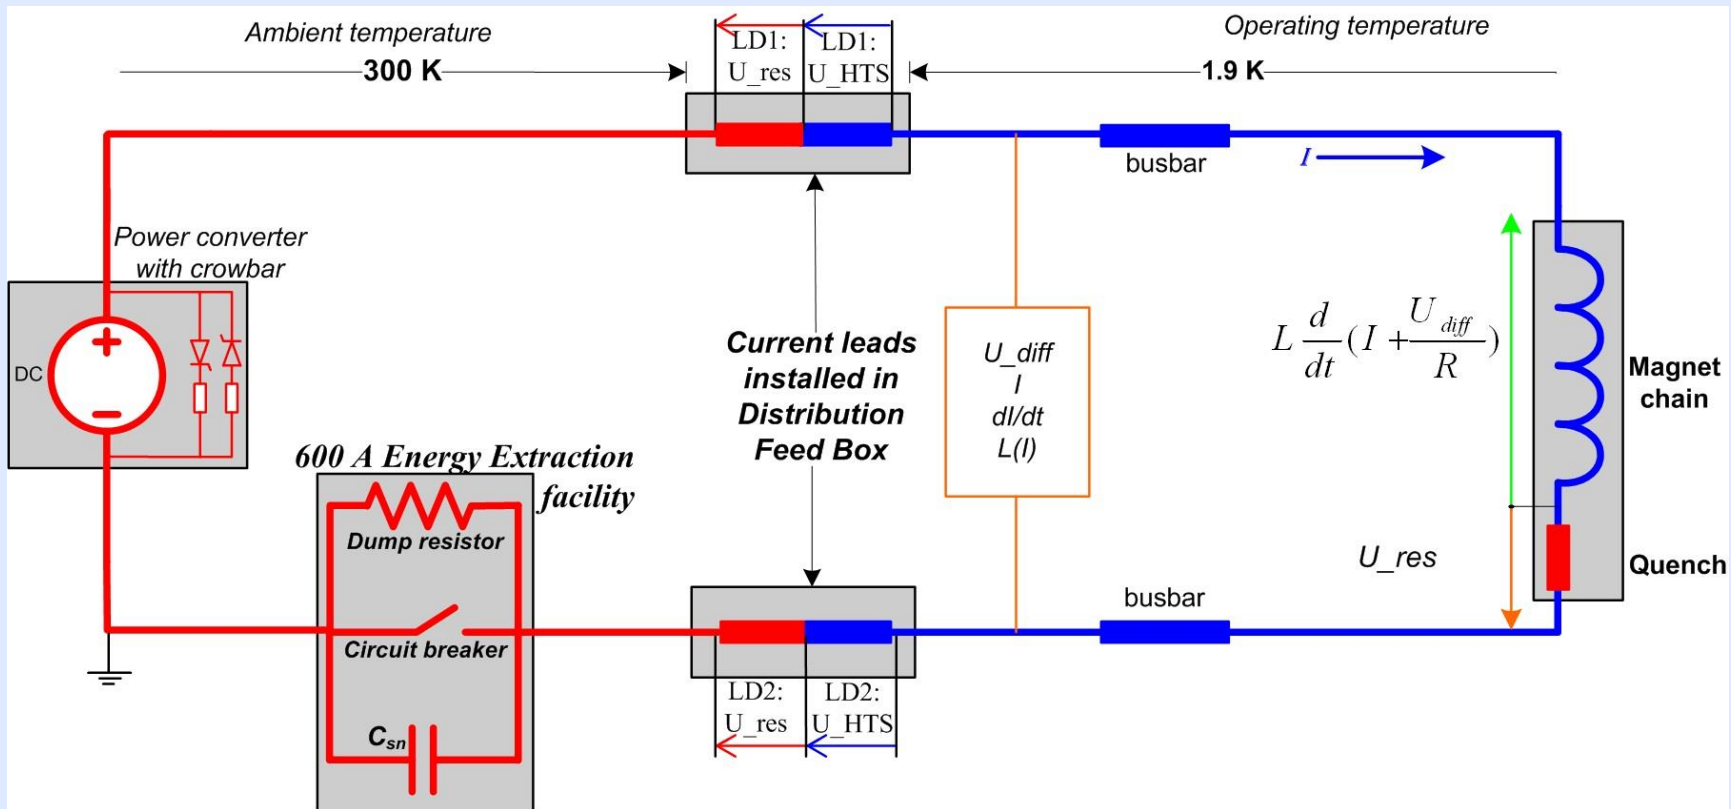 Ambient temperature
300 K
LD1:
U_res
LD1:
U_HTS
Operating temperature
1.9 K
busbar
I
Power converter
with crowbar
DC
+
−
Current leads
installed in
Distribution
Feed Box
U_diff
I
dI/dt
L(I)
L d/dt (I + U diff / R)
Magnet
chain
600 A Energy Extraction
facility
Dump resistor
Circuit breaker
Csn
U_res
Quench
busbar
LD2:
U_res
LD2:
U_HTS